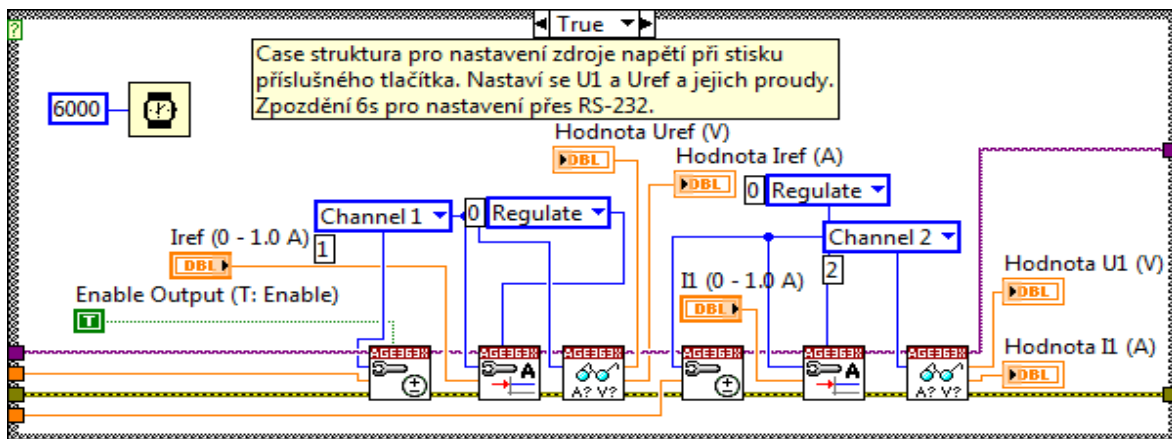 True
?
Case struktura pro nastavení zdroje napětí při stisku
příslušného tlačítka. Nastaví se U1 a Uref a jejich proudy.
Zpozdění 6s pro nastavení přes RS-232.
6000
Hodnota Uref (V)
DBL
Hodnota Iref (A)
DBL
0 Regulate
Channel 1
0 Regulate
1
Channel 2
2
Iref (0 - 1.0 A)
DBL
I1 (0 - 1.0 A)
DBL
Hodnota U1 (V)
DBL
Enable Output (T: Enable)
T
Hodnota I1 (A)
DBL
AGE363X
AGE363X
A
AGE363X
A? V?
AGE363X
AGE363X
A
AGE363X
A? V?